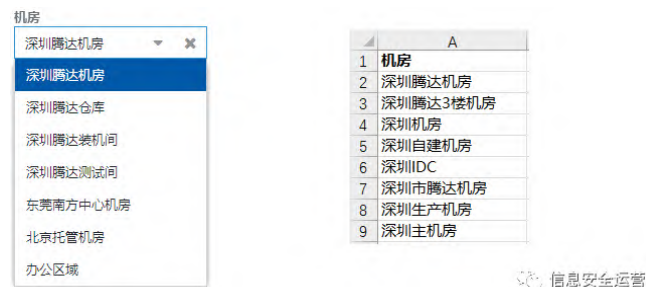 机房
深圳腾达机房
深圳腾达机房
深圳腾达仓库
深圳腾达装机间
深圳腾达测试间
东莞南方中心机房
北京托管机房
办公区域
A
1 机房
2 深圳腾达机房
3 深圳腾达3楼机房
4 深圳机房
5 深圳自建机房
6 深圳IDC
7 深圳市腾达机房
8 深圳生产机房
9 深圳主机房
信息安全运营